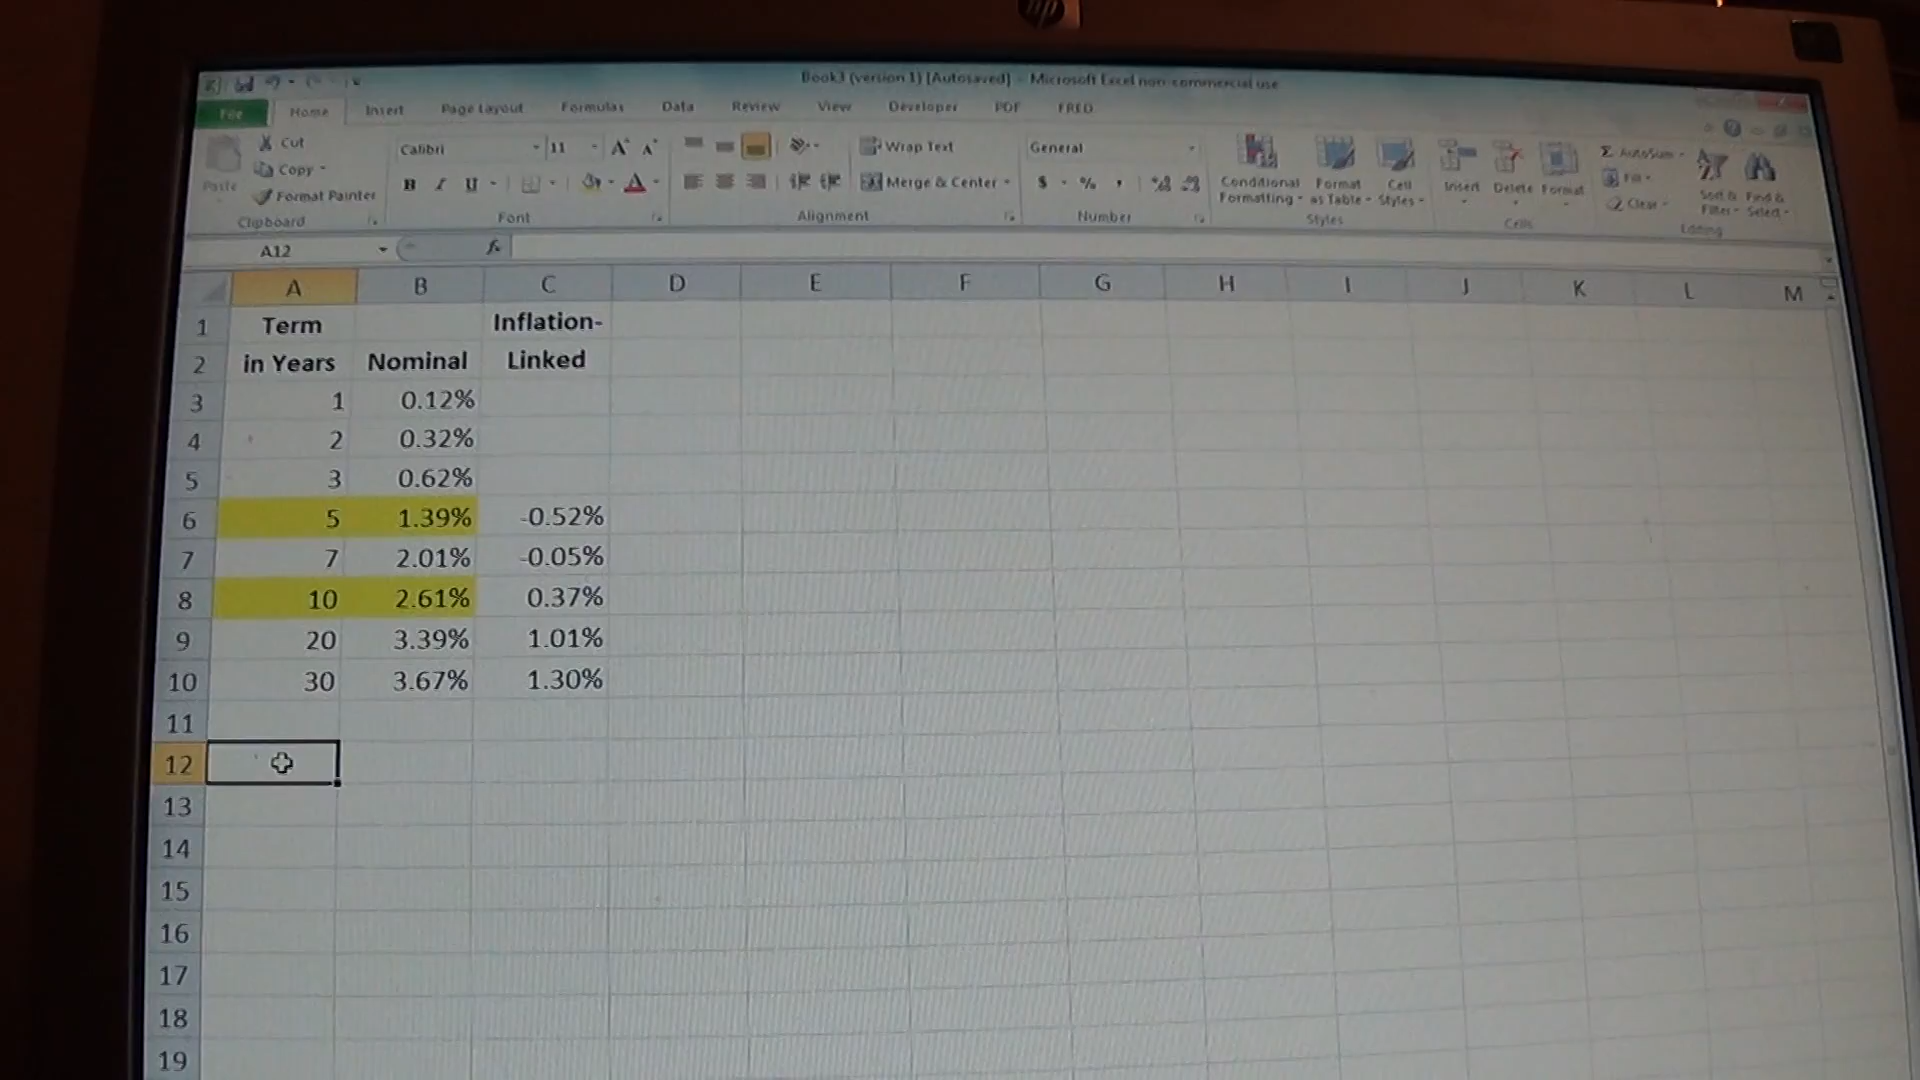 hp
Book3 (version 1) [Autosaved] - Microsoft Excel non-commercial use
File Home Insert Page Layout Formulas Data Review View Developer PDF FRED
Paste
Cut
Copy
Format Painter
Clipboard
Calibri 11 A A
B I U A
Font
Wrap Text
Merge & Center
Alignment
General
$ % ,
Number
Conditional Formatting
Format as Table
Cell Styles
Styles
Insert Delete Format
Cells
Σ AutoSum
Fill
Clear
Sort & Filter
Find & Select
Editing
A12 fx
A B C D E F G H I J K L M
1 Term Inflation-
2 in Years Nominal Linked
3 1 0.12%
4 2 0.32%
5 3 0.62%
6 5 1.39% -0.52%
7 7 2.01% -0.05%
8 10 2.61% 0.37%
9 20 3.39% 1.01%
10 30 3.67% 1.30%
11
12
13
14
15
16
17
18
19